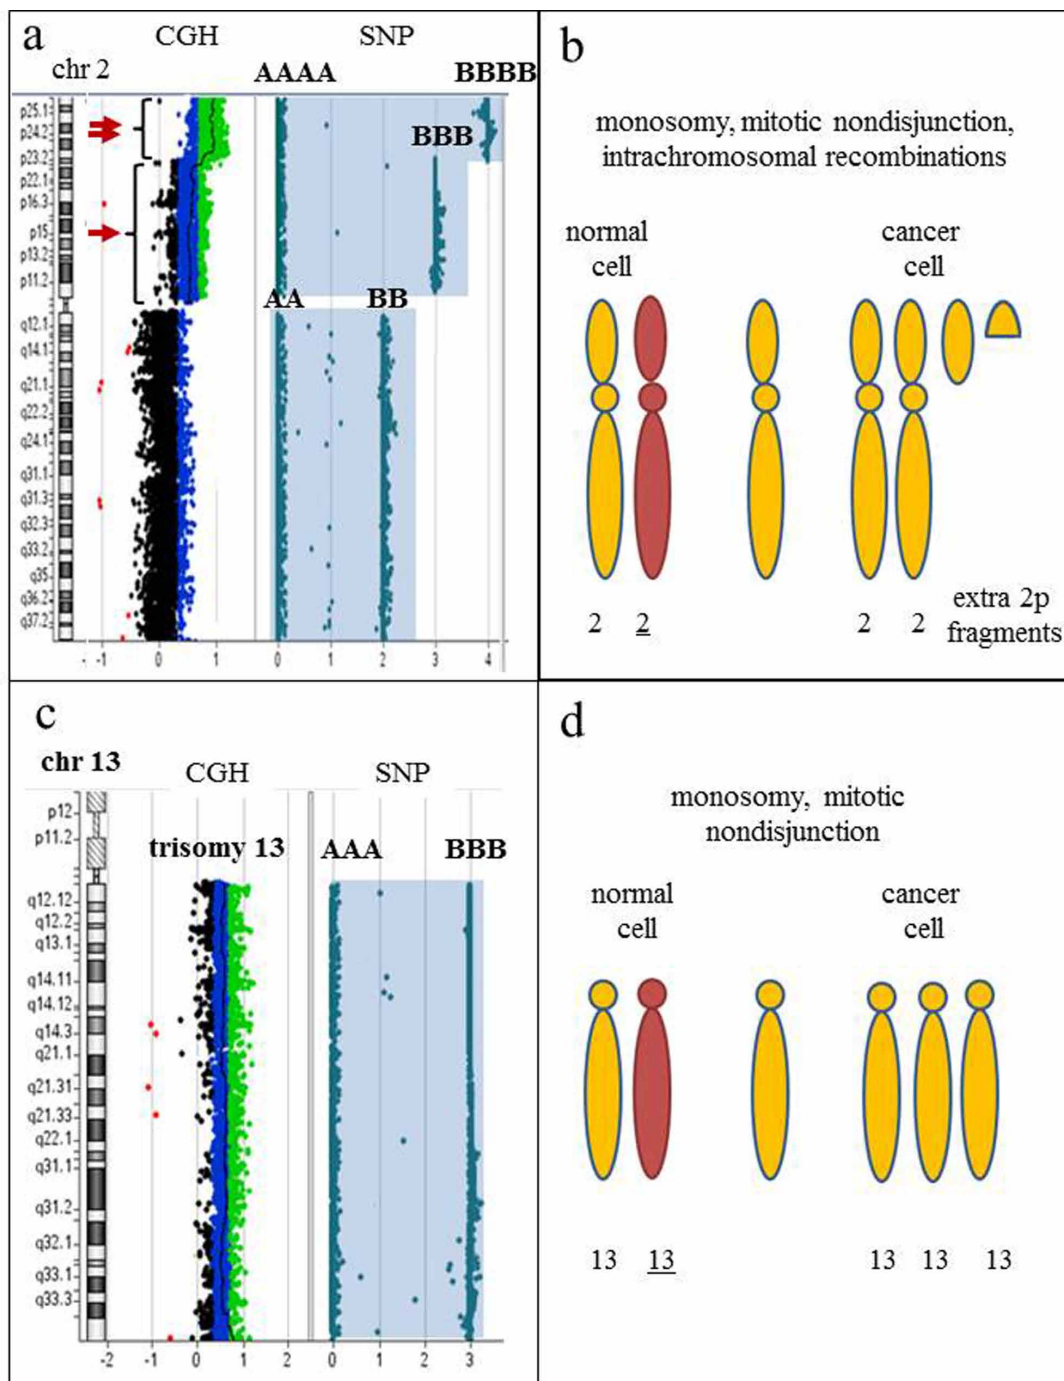 a
CGH
SNP
chr 2
AAAA
BBBB
BBB
AA
BB
p25.1
p24.2
p23.2
p22.1
p16.3
p15
p13.2
p11.2
q12.1
q14.1
q21.1
q22.2
q24.1
q31.1
q31.3
q32.3
q33.2
q35
q36.2
q37.2
-1
0
1
0
1
2
3
4
b
monosomy, mitotic nondisjunction,
intrachromosomal recombinations
normal
cell
cancer
cell
2
2
2
2
extra 2p
fragments
c
chr 13
CGH
SNP
trisomy 13
AAA
BBB
p12
p11.2
q12.12
q12.2
q13.1
q14.11
q14.12
q14.3
q21.1
q21.31
q21.33
q22.1
q31.1
q31.2
q32.1
q33.1
q33.3
-2
-1
0
1
2
0
1
2
3
d
monosomy, mitotic
nondisjunction
normal
cell
cancer
cell
13
13
13
13
13